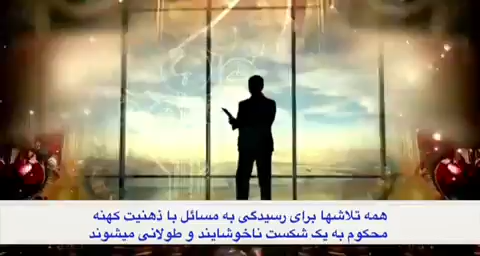 همه تلاشها برای رسیدگی به مسائل با ذهنیت کهنه
محکوم به یک شکست ناخوشایند و طولانی میشوند